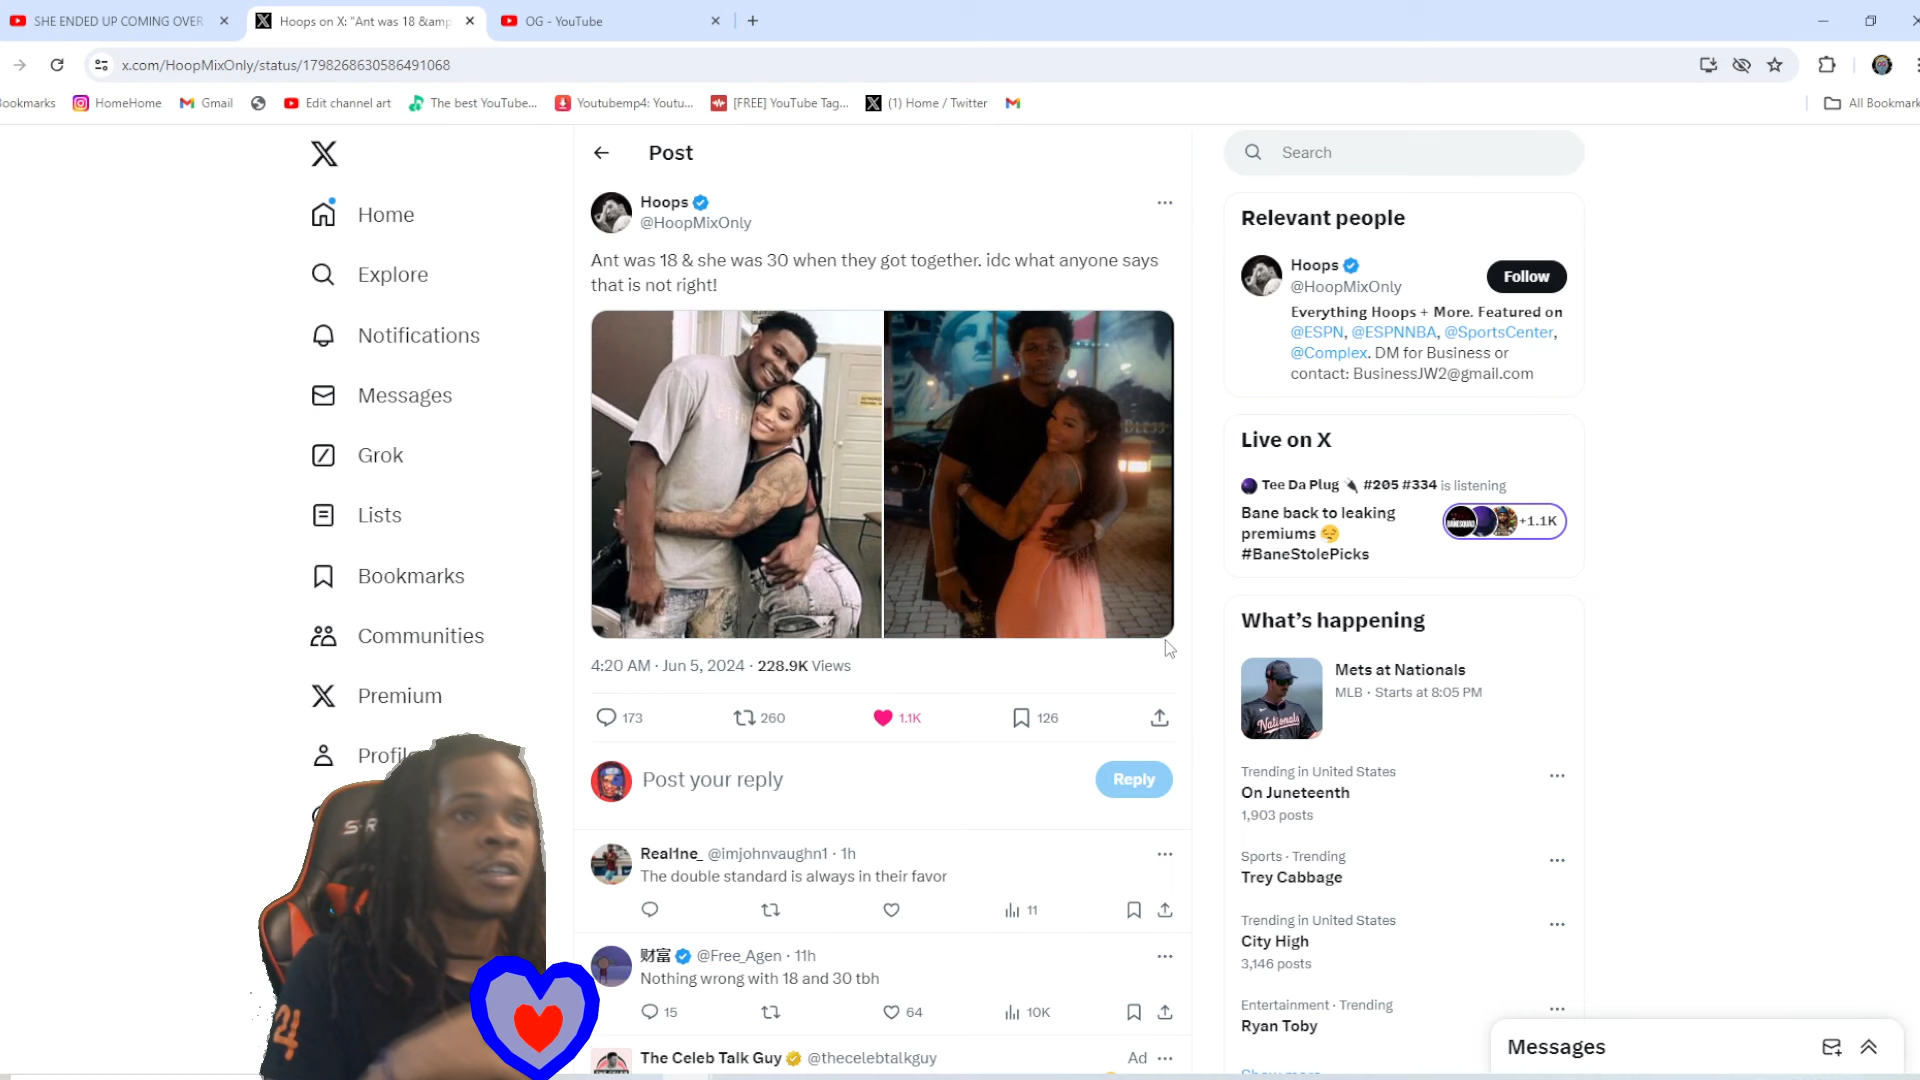 SHE ENDED UP COMING OVER
Hoops on X: "Ant was 18 &amp
OG - YouTube
x.com/HoopMixOnly/status/1798268630586491068
ookmarks
HomeHome
Gmail
Edit channel art
The best YouTube...
Youtubemp4: Youtu...
[FREE] YouTube Tag...
(1) Home / Twitter
All Bookmark
Home
Explore
Notifications
Messages
Grok
Lists
Bookmarks
Communities
Premium
Profile
Post
Hoops
@HoopMixOnly
Ant was 18 & she was 30 when they got together. idc what anyone says
that is not right!
BLESS
4:20 AM · Jun 5, 2024 · 228.9K Views
173
260
1.1K
126
Post your reply
Reply
Real1ne_ @imjohnvaughn1 · 1h
The double standard is always in their favor
11
财富 @Free_Agen · 11h
Nothing wrong with 18 and 30 tbh
15
64
10K
The Celeb Talk Guy @thecelebtalkguy
Ad
Search
Relevant people
Hoops
@HoopMixOnly
Follow
Everything Hoops + More. Featured on
@ESPN, @ESPNNBA, @SportsCenter,
@Complex. DM for Business or
contact: BusinessJW2@gmail.com
Live on X
Tee Da Plug #205 #334 is listening
Bane back to leaking
premiums
#BaneStolePicks
+1.1K
What's happening
Mets at Nationals
MLB · Starts at 8:05 PM
Nationals
Trending in United States
On Juneteenth
1,903 posts
Sports · Trending
Trey Cabbage
Trending in United States
City High
3,146 posts
Entertainment · Trending
Ryan Toby
Show more
Messages